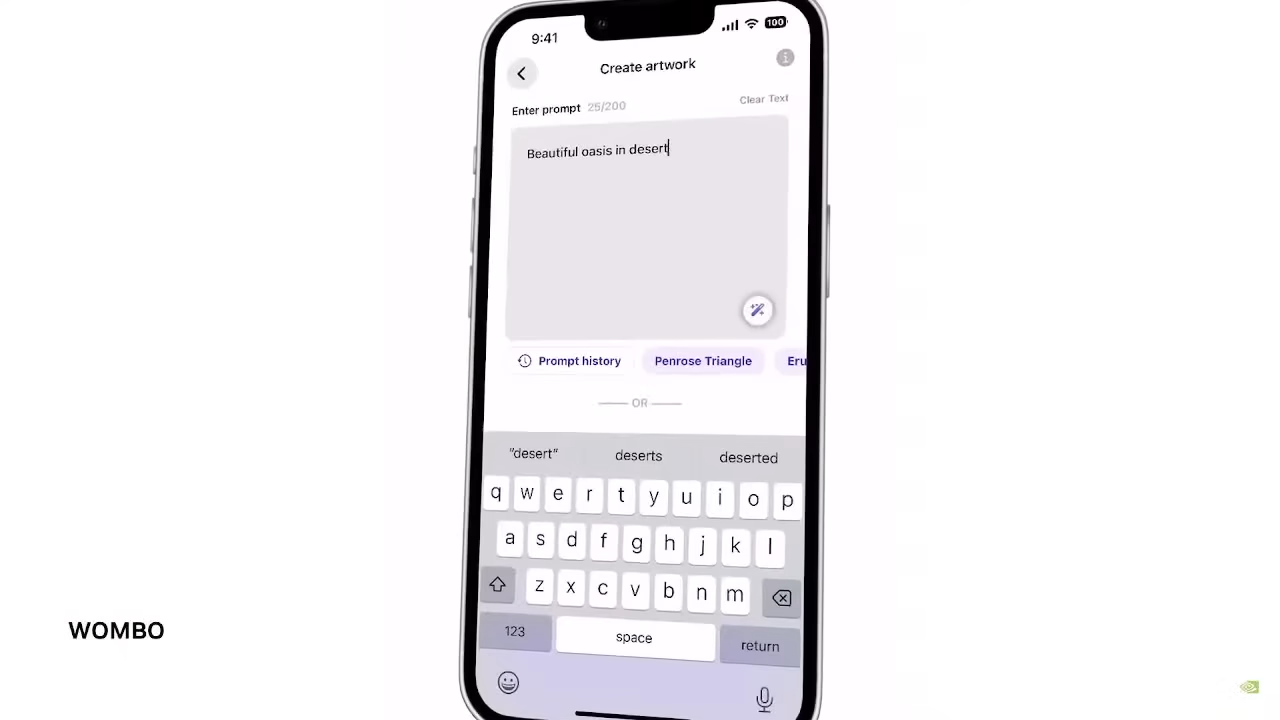 9:41 100
Create artwork
Enter prompt 25/200 Clear Text
Beautiful oasis in desert
Prompt history Penrose Triangle Eru
OR
"desert" deserts deserted
q w e r t y u i o p
a s d f g h j k l
z x c v b n m
123 space return
WOMBO